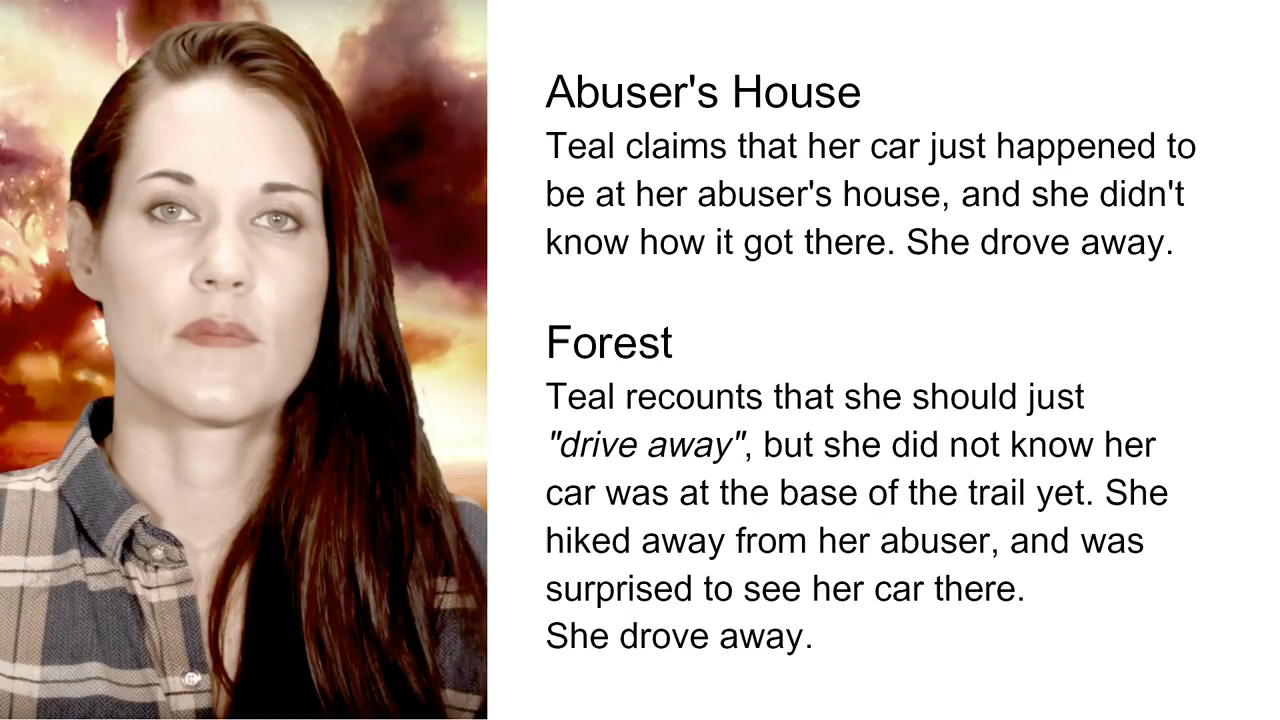 Abuser's House
Teal claims that her car just happened to
be at her abuser's house, and she didn't
know how it got there. She drove away.
Forest
Teal recounts that she should just
"drive away", but she did not know her
car was at the base of the trail yet. She
hiked away from her abuser, and was
surprised to see her car there.
She drove away.